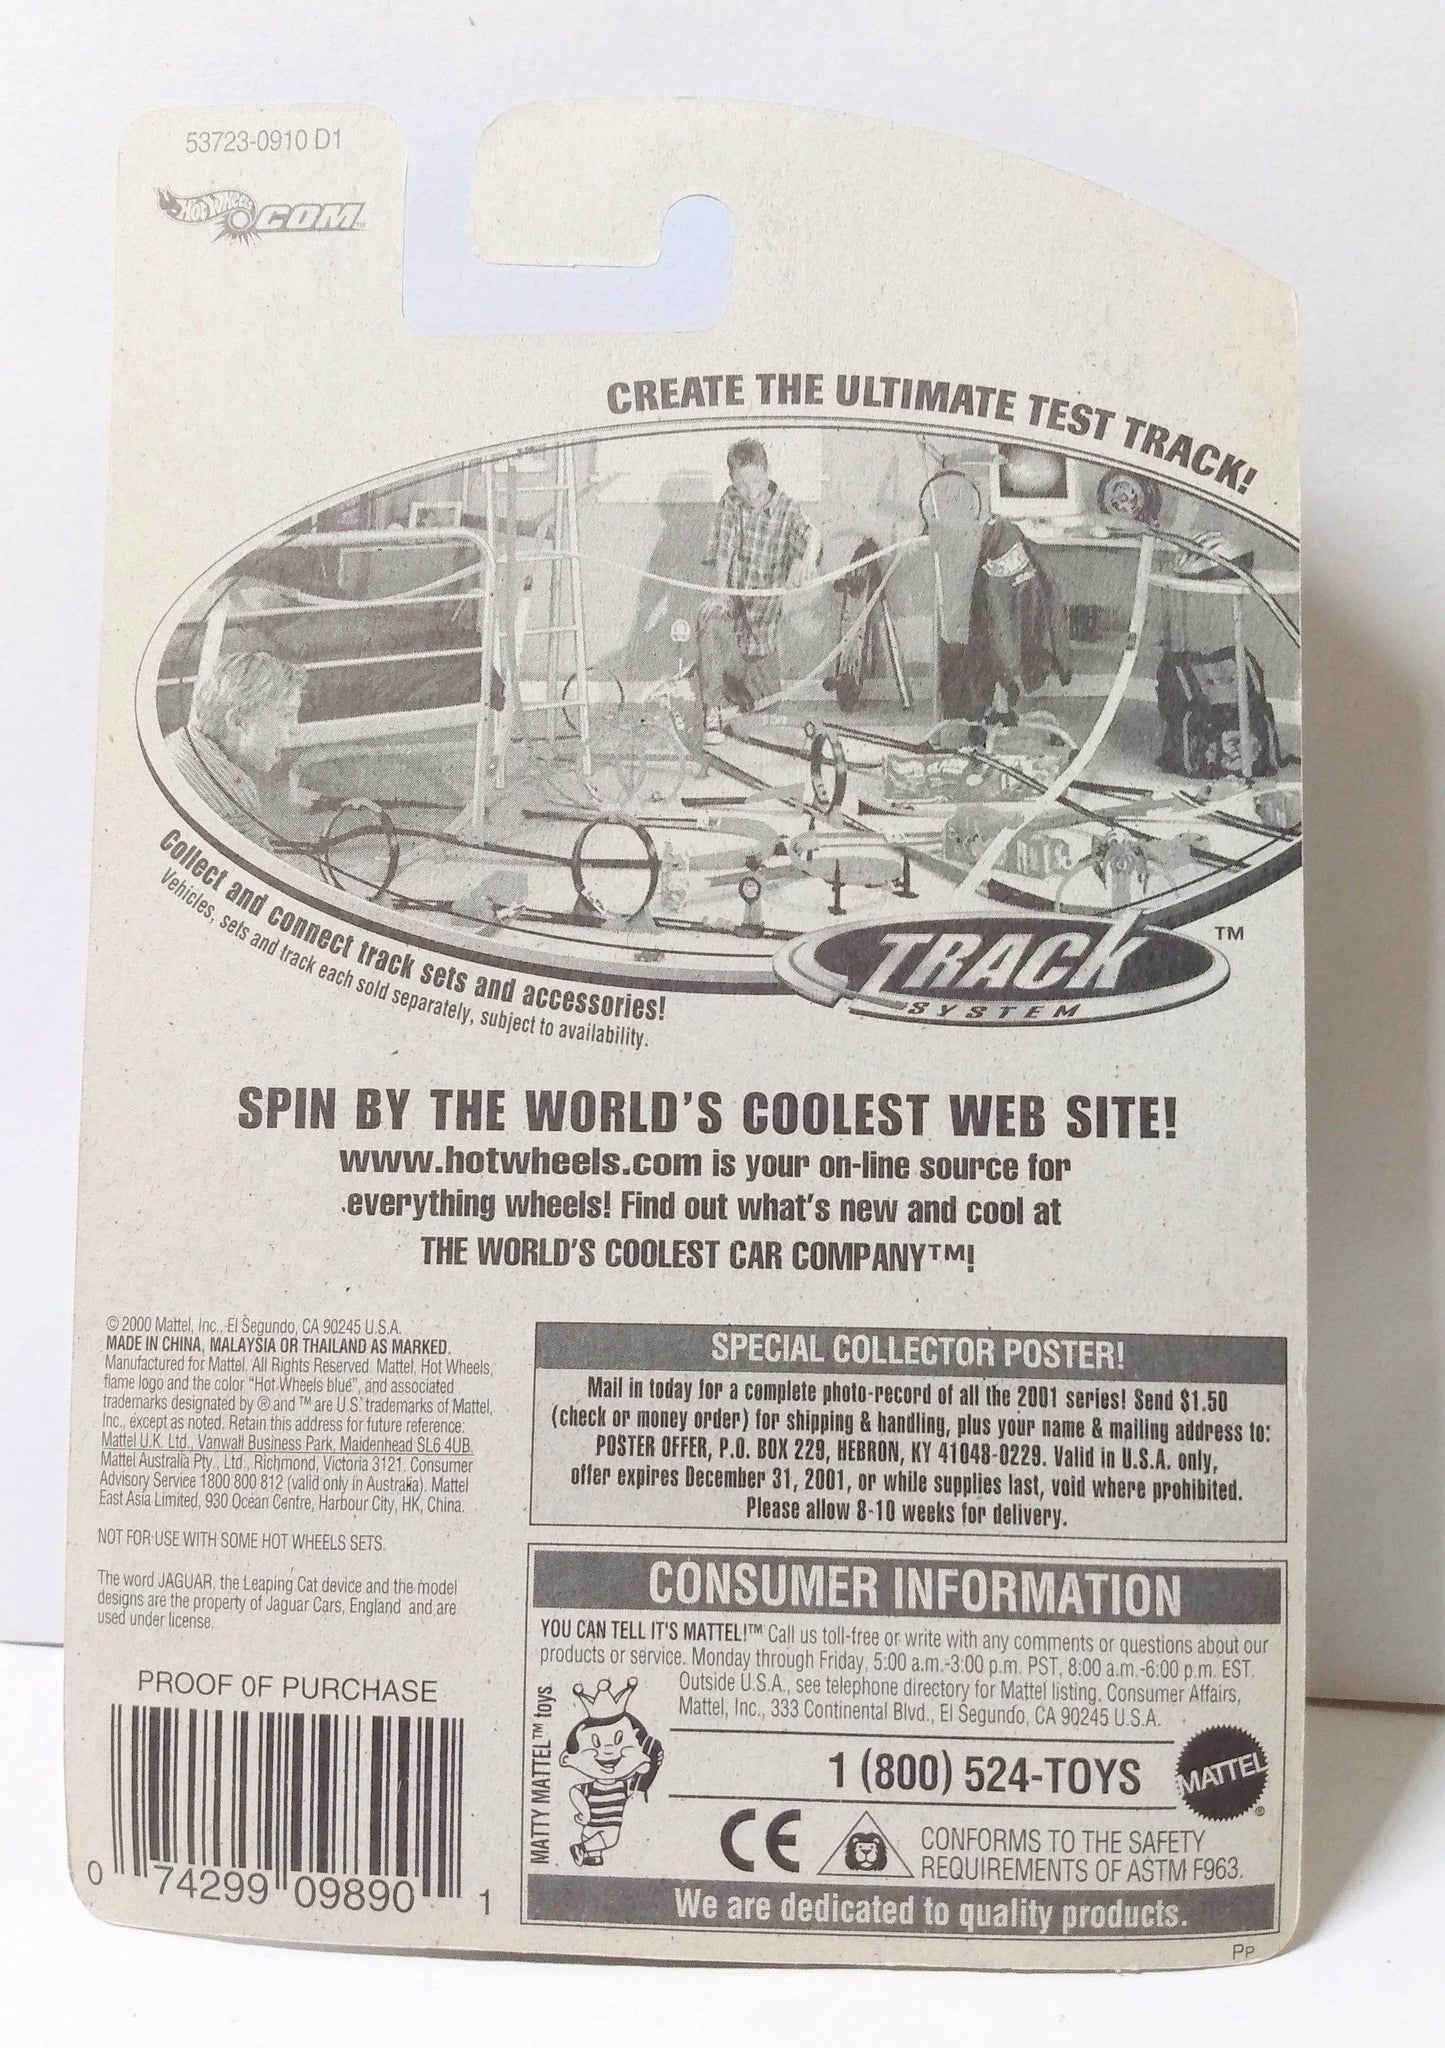 53723-0910 D1
HOT WHEELS.COM™
CREATE THE ULTIMATE TEST TRACK!
Collect and connect track sets and accessories!
Vehicles, sets and track each sold separately, subject to availability.
TRACK ™
SYSTEM
SPIN BY THE WORLD'S COOLEST WEB SITE!
www.hotwheels.com is your on-line source for
everything wheels! Find out what's new and cool at
THE WORLD'S COOLEST CAR COMPANY™!
© 2000 Mattel, Inc., El Segundo, CA 90245 U.S.A.
MADE IN CHINA, MALAYSIA OR THAILAND AS MARKED.
Manufactured for Mattel. All Rights Reserved. Mattel, Hot Wheels,
flame logo and the color "Hot Wheels blue", and associated
trademarks designated by ® and ™ are U.S. trademarks of Mattel,
Inc., except as noted. Retain this address for future reference:
Mattel U.K. Ltd., Vanwall Business Park, Maidenhead SL6 4UB.
Mattel Australia Pty., Ltd., Richmond, Victoria 3121. Consumer
Advisory Service 1800 800 812 (valid only in Australia). Mattel
East Asia Limited, 930 Ocean Centre, Harbour City, HK, China.
NOT FOR USE WITH SOME HOT WHEELS SETS.
The word JAGUAR, the Leaping Cat device and the model
designs are the property of Jaguar Cars, England and are
used under license.
PROOF OF PURCHASE
0 74299 09890 1
SPECIAL COLLECTOR POSTER!
Mail in today for a complete photo-record of all the 2001 series! Send $1.50
(check or money order) for shipping & handling, plus your name & mailing address to:
POSTER OFFER, P.O. BOX 229, HEBRON, KY 41048-0229. Valid in U.S.A. only,
offer expires December 31, 2001, or while supplies last, void where prohibited.
Please allow 8-10 weeks for delivery.
CONSUMER INFORMATION
YOU CAN TELL IT'S MATTEL!™ Call us toll-free or write with any comments or questions about our
products or service. Monday through Friday, 5:00 a.m.-3:00 p.m. PST, 8:00 a.m.-6:00 p.m. EST.
Outside U.S.A., see telephone directory for Mattel listing. Consumer Affairs,
Mattel, Inc., 333 Continental Blvd., El Segundo, CA 90245 U.S.A.
MATTY MATTEL™ toys
1 (800) 524-TOYS
MATTEL®
CE
CONFORMS TO THE SAFETY
REQUIREMENTS OF ASTM F963.
We are dedicated to quality products.
PP